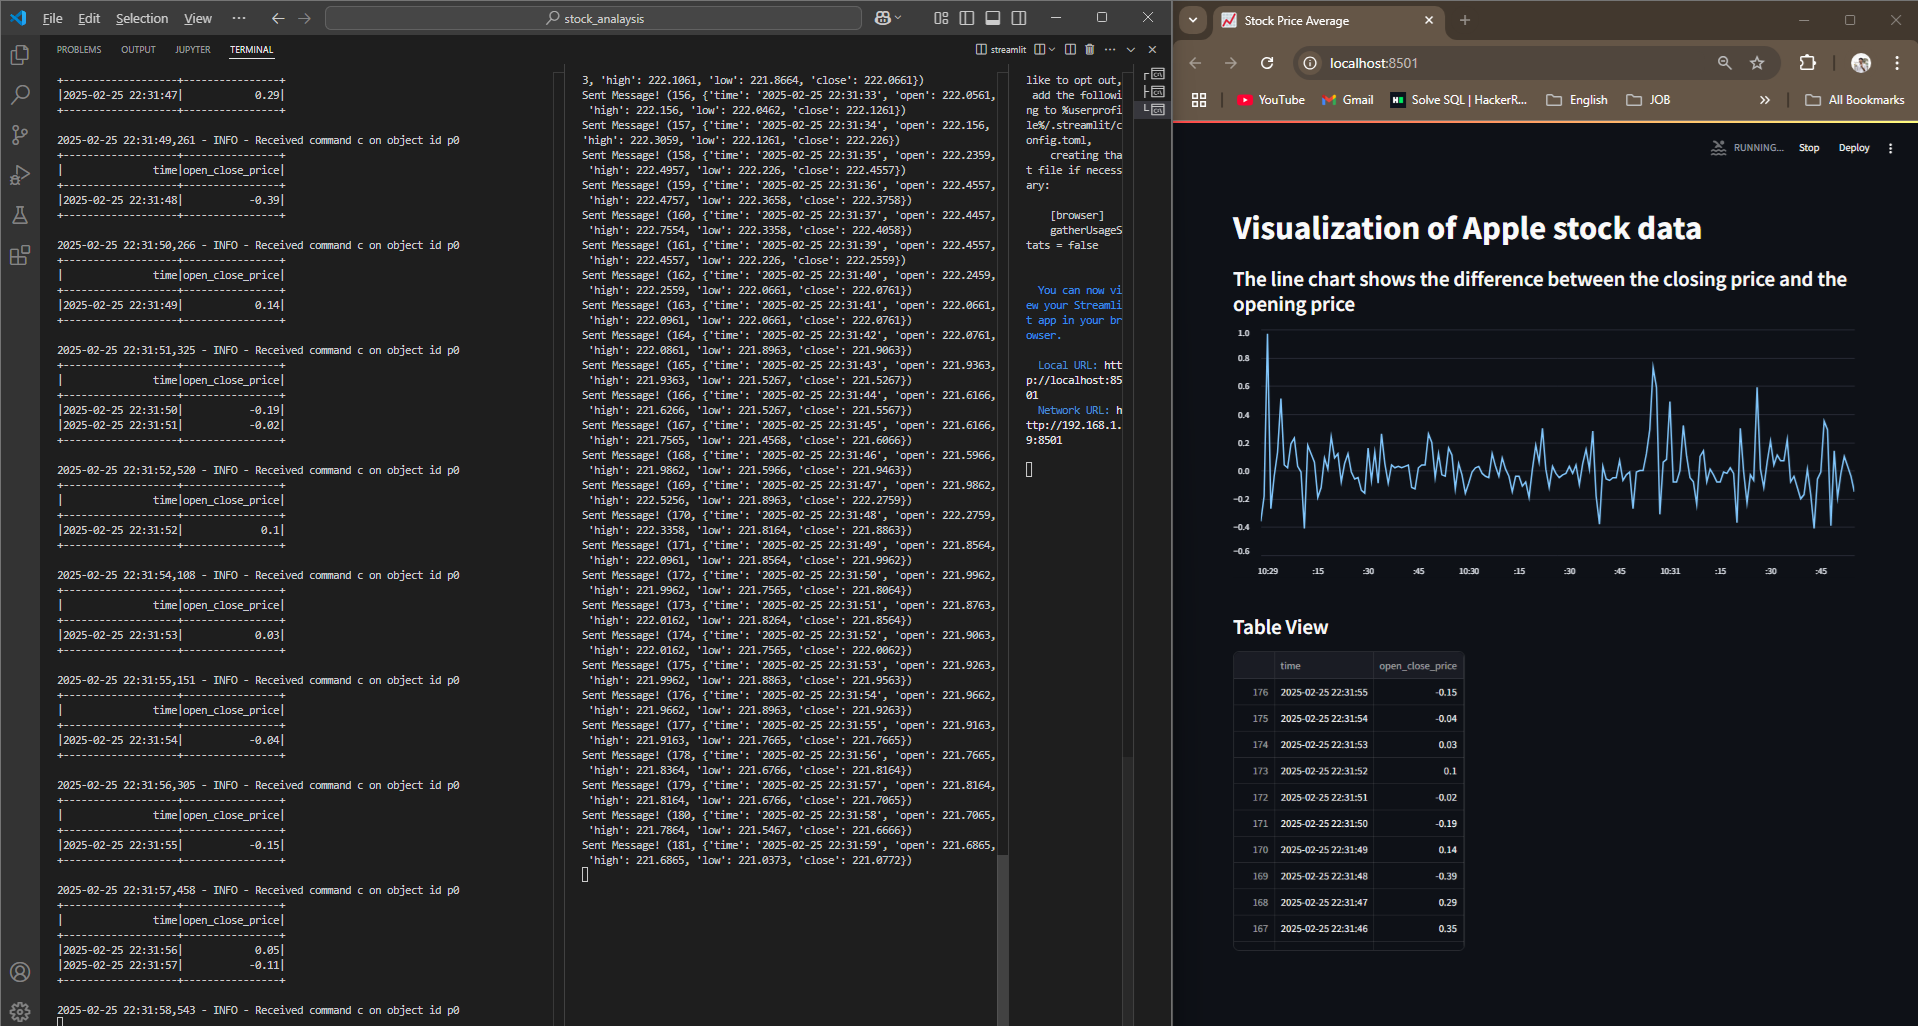 File Edit Selection View ··· stock_analaysis
PROBLEMS OUTPUT JUPYTER TERMINAL streamlit
+-------------------+----------------+
|2025-02-25 22:31:47| 0.29|
+-------------------+----------------+
2025-02-25 22:31:49,261 - INFO - Received command c on object id p0
+-------------------+----------------+
| time|open_close_price|
+-------------------+----------------+
|2025-02-25 22:31:48| -0.39|
+-------------------+----------------+
2025-02-25 22:31:50,266 - INFO - Received command c on object id p0
+-------------------+----------------+
| time|open_close_price|
+-------------------+----------------+
|2025-02-25 22:31:49| 0.14|
+-------------------+----------------+
2025-02-25 22:31:51,325 - INFO - Received command c on object id p0
+-------------------+----------------+
| time|open_close_price|
+-------------------+----------------+
|2025-02-25 22:31:50| -0.19|
|2025-02-25 22:31:51| -0.02|
+-------------------+----------------+
2025-02-25 22:31:52,520 - INFO - Received command c on object id p0
+-------------------+----------------+
| time|open_close_price|
+-------------------+----------------+
|2025-02-25 22:31:52| 0.1|
+-------------------+----------------+
2025-02-25 22:31:54,108 - INFO - Received command c on object id p0
+-------------------+----------------+
| time|open_close_price|
+-------------------+----------------+
|2025-02-25 22:31:53| 0.03|
+-------------------+----------------+
2025-02-25 22:31:55,151 - INFO - Received command c on object id p0
+-------------------+----------------+
| time|open_close_price|
+-------------------+----------------+
|2025-02-25 22:31:54| -0.04|
+-------------------+----------------+
2025-02-25 22:31:56,305 - INFO - Received command c on object id p0
+-------------------+----------------+
| time|open_close_price|
+-------------------+----------------+
|2025-02-25 22:31:55| -0.15|
+-------------------+----------------+
2025-02-25 22:31:57,458 - INFO - Received command c on object id p0
+-------------------+----------------+
| time|open_close_price|
+-------------------+----------------+
|2025-02-25 22:31:56| 0.05|
|2025-02-25 22:31:57| -0.11|
+-------------------+----------------+
2025-02-25 22:31:58,543 - INFO - Received command c on object id p0
3, 'high': 222.1061, 'low': 221.8664, 'close': 222.0661})
Sent Message! (156, {'time': '2025-02-25 22:31:33', 'open': 222.0561,
'high': 222.156, 'low': 222.0462, 'close': 222.1261})
Sent Message! (157, {'time': '2025-02-25 22:31:34', 'open': 222.156,
'high': 222.3059, 'low': 222.1261, 'close': 222.226})
Sent Message! (158, {'time': '2025-02-25 22:31:35', 'open': 222.2359,
'high': 222.4957, 'low': 222.226, 'close': 222.4557})
Sent Message! (159, {'time': '2025-02-25 22:31:36', 'open': 222.4557,
'high': 222.4757, 'low': 222.3658, 'close': 222.3758})
Sent Message! (160, {'time': '2025-02-25 22:31:37', 'open': 222.4457,
'high': 222.7554, 'low': 222.3358, 'close': 222.4058})
Sent Message! (161, {'time': '2025-02-25 22:31:39', 'open': 222.4557,
'high': 222.4557, 'low': 222.226, 'close': 222.2559})
Sent Message! (162, {'time': '2025-02-25 22:31:40', 'open': 222.2459,
'high': 222.2559, 'low': 222.0661, 'close': 222.0761})
Sent Message! (163, {'time': '2025-02-25 22:31:41', 'open': 222.0661,
'high': 222.0961, 'low': 222.0661, 'close': 222.0761})
Sent Message! (164, {'time': '2025-02-25 22:31:42', 'open': 222.0761,
'high': 222.0861, 'low': 221.8963, 'close': 221.9063})
Sent Message! (165, {'time': '2025-02-25 22:31:43', 'open': 221.9363,
'high': 221.9363, 'low': 221.5267, 'close': 221.5267})
Sent Message! (166, {'time': '2025-02-25 22:31:44', 'open': 221.6166,
'high': 221.6266, 'low': 221.5267, 'close': 221.5567})
Sent Message! (167, {'time': '2025-02-25 22:31:45', 'open': 221.6166,
'high': 221.7565, 'low': 221.4568, 'close': 221.6066})
Sent Message! (168, {'time': '2025-02-25 22:31:46', 'open': 221.5966,
'high': 221.9862, 'low': 221.5966, 'close': 221.9463})
Sent Message! (169, {'time': '2025-02-25 22:31:47', 'open': 221.9862,
'high': 222.5256, 'low': 221.8963, 'close': 222.2759})
Sent Message! (170, {'time': '2025-02-25 22:31:48', 'open': 222.2759,
'high': 222.3358, 'low': 221.8164, 'close': 221.8863})
Sent Message! (171, {'time': '2025-02-25 22:31:49', 'open': 221.8564,
'high': 222.0961, 'low': 221.8564, 'close': 221.9962})
Sent Message! (172, {'time': '2025-02-25 22:31:50', 'open': 221.9962,
'high': 221.9962, 'low': 221.7565, 'close': 221.8064})
Sent Message! (173, {'time': '2025-02-25 22:31:51', 'open': 221.8763,
'high': 222.0162, 'low': 221.8264, 'close': 221.8564})
Sent Message! (174, {'time': '2025-02-25 22:31:52', 'open': 221.9063,
'high': 222.0162, 'low': 221.7565, 'close': 222.0062})
Sent Message! (175, {'time': '2025-02-25 22:31:53', 'open': 221.9263,
'high': 221.9962, 'low': 221.8863, 'close': 221.9563})
Sent Message! (176, {'time': '2025-02-25 22:31:54', 'open': 221.9662,
'high': 221.9662, 'low': 221.8963, 'close': 221.9263})
Sent Message! (177, {'time': '2025-02-25 22:31:55', 'open': 221.9163,
'high': 221.9163, 'low': 221.7665, 'close': 221.7665})
Sent Message! (178, {'time': '2025-02-25 22:31:56', 'open': 221.7665,
'high': 221.8364, 'low': 221.6766, 'close': 221.8164})
Sent Message! (179, {'time': '2025-02-25 22:31:57', 'open': 221.8164,
'high': 221.8164, 'low': 221.6766, 'close': 221.7065})
Sent Message! (180, {'time': '2025-02-25 22:31:58', 'open': 221.7065,
'high': 221.7864, 'low': 221.5467, 'close': 221.6666})
Sent Message! (181, {'time': '2025-02-25 22:31:59', 'open': 221.6865,
'high': 221.6865, 'low': 221.0373, 'close': 221.0772})
like to opt out,
add the followi
ng to %userprofi
le%/.streamlit/c
onfig.toml,
creating tha
t file if necess
ary:
[browser]
gatherUsageS
tats = false
You can now vi
ew your Streamli
t app in your br
owser.
Local URL: htt
p://localhost:85
01
Network URL: h
ttp://192.168.1.
9:8501
Stock Price Average
localhost:8501
YouTube Gmail Solve SQL | HackerR... English JOB » All Bookmarks
RUNNING... Stop Deploy
Visualization of Apple stock data
The line chart shows the difference between the closing price and the
opening price
1.0
0.8
0.6
0.4
0.2
0.0
−0.2
−0.4
−0.6
10:29 :15 :30 :45 10:30 :15 :30 :45 10:31 :15 :30 :45
Table View
time open_close_price
176 2025-02-25 22:31:55 -0.15
175 2025-02-25 22:31:54 -0.04
174 2025-02-25 22:31:53 0.03
173 2025-02-25 22:31:52 0.1
172 2025-02-25 22:31:51 -0.02
171 2025-02-25 22:31:50 -0.19
170 2025-02-25 22:31:49 0.14
169 2025-02-25 22:31:48 -0.39
168 2025-02-25 22:31:47 0.29
167 2025-02-25 22:31:46 0.35